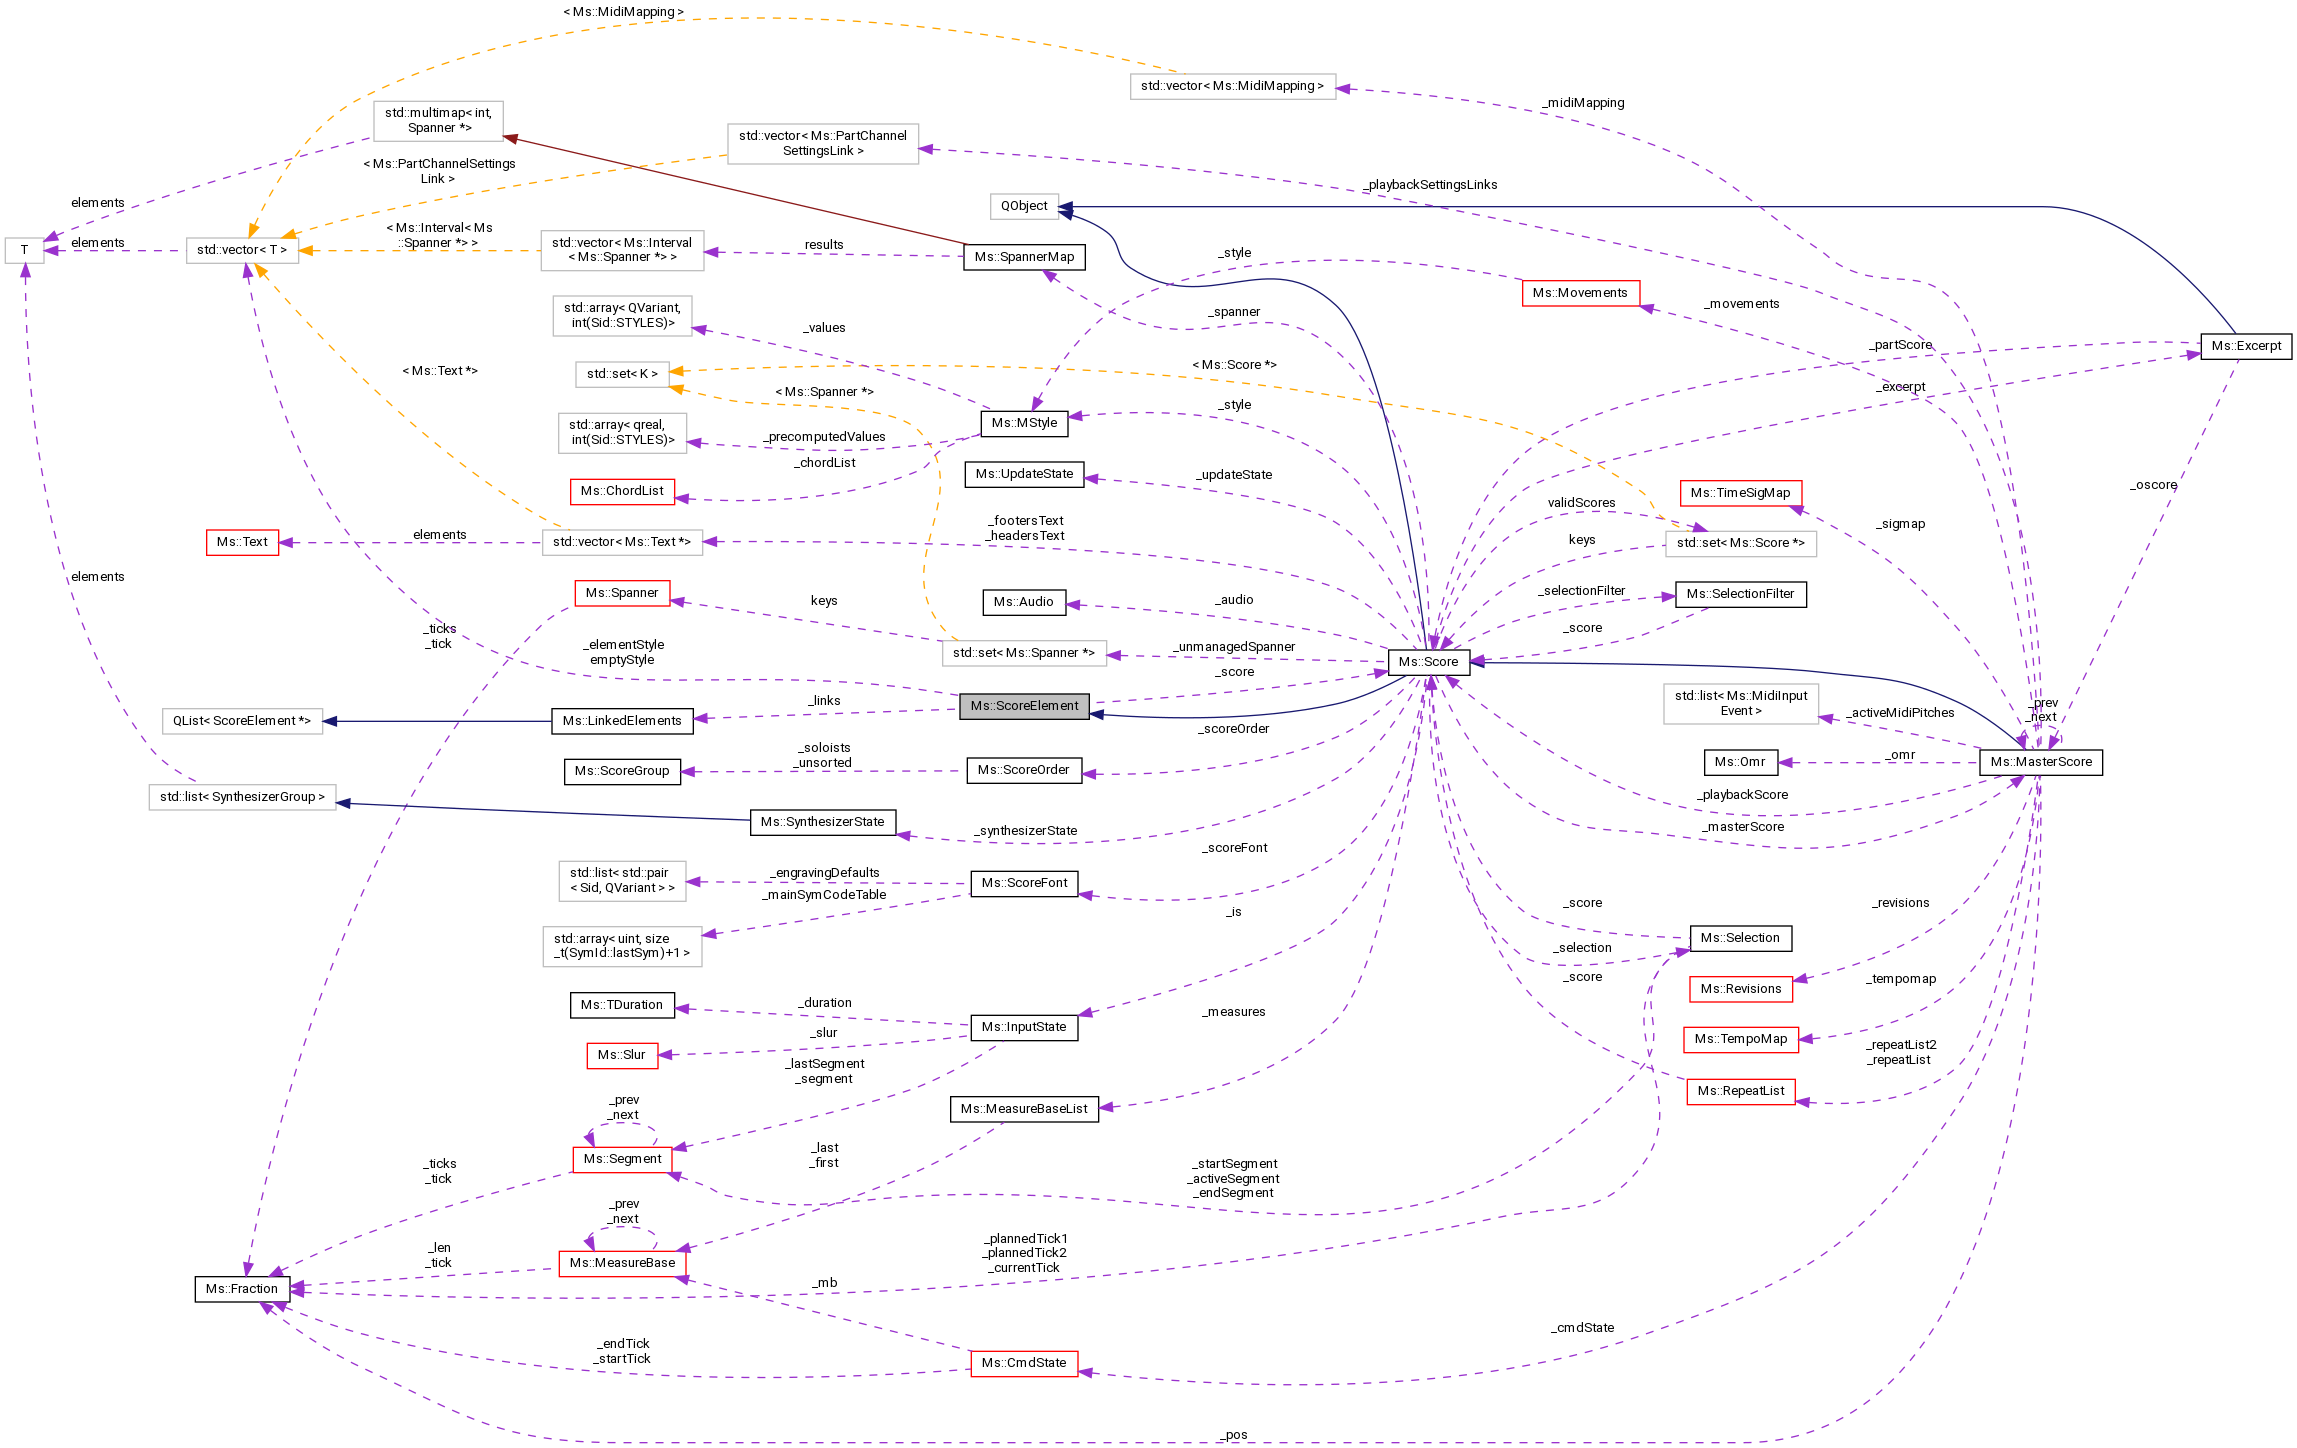 < Ms::MidiMapping >
std::vector< Ms::MidiMapping >
_midiMapping
std::multimap< int,
Spanner *>
std::vector< Ms::PartChannel
SettingsLink >
< Ms::PartChannelSettings
Link >
_playbackSettingsLinks
elements
QObject
T
elements
std::vector< T >
< Ms::Interval< Ms
::Spanner *> >
std::vector< Ms::Interval
< Ms::Spanner *> >
results
Ms::SpannerMap
_style
Ms::Movements
_movements
std::array< QVariant,
int(Sid::STYLES)>
_values
_spanner
_partScore
Ms::Excerpt
std::set< K >
< Ms::Score *>
< Ms::Text *>
< Ms::Spanner *>
_excerpt
std::array< qreal,
int(Sid::STYLES)>
_precomputedValues
Ms::MStyle
_style
_chordList
Ms::ChordList
Ms::UpdateState
_updateState
validScores
Ms::TimeSigMap
_oscore
_sigmap
Ms::Text
elements
std::vector< Ms::Text *>
_footersText
_headersText
keys
std::set< Ms::Score *>
elements
Ms::Spanner
keys
Ms::Audio
_audio
_selectionFilter
Ms::SelectionFilter
_score
_ticks
_tick
_elementStyle
emptyStyle
std::set< Ms::Spanner *>
_unmanagedSpanner
Ms::Score
_score
QList< ScoreElement *>
Ms::LinkedElements
_links
Ms::ScoreElement
std::list< Ms::MidiInput
Event >
_activeMidiPitches
_prev
_next
_scoreOrder
Ms::ScoreGroup
_soloists
_unsorted
Ms::ScoreOrder
Ms::Omr
_omr
Ms::MasterScore
std::list< SynthesizerGroup >
Ms::SynthesizerState
_synthesizerState
_playbackScore
_masterScore
_scoreFont
std::list< std::pair
< Sid, QVariant > >
_engravingDefaults
_mainSymCodeTable
Ms::ScoreFont
_is
_score
_revisions
std::array< uint, size
_t(SymId::lastSym)+1 >
_selection
Ms::Selection
_score
_tempomap
Ms::Revisions
Ms::TDuration
_duration
Ms::InputState
_measures
Ms::Slur
_slur
Ms::TempoMap
_lastSegment
_segment
_repeatList2
_repeatList
Ms::RepeatList
_prev
_next
Ms::MeasureBaseList
Ms::Segment
_last
_first
_ticks
_tick
_startSegment
_activeSegment
_endSegment
_prev
_next
_len
_tick
Ms::MeasureBase
_plannedTick1
_plannedTick2
_currentTick
_mb
Ms::Fraction
_endTick
_startTick
Ms::CmdState
_cmdState
_pos